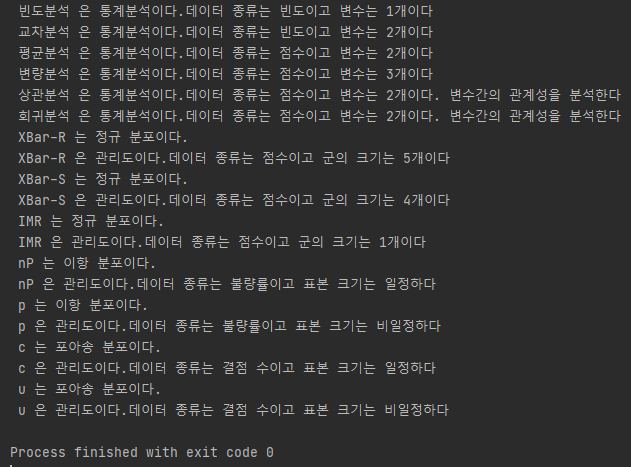 빈도분석 은 통계분석이다.데이터 종류는 빈도이고 변수는 1개이다
교차분석 은 통계분석이다.데이터 종류는 빈도이고 변수는 2개이다
평균분석 은 통계분석이다.데이터 종류는 점수이고 변수는 2개이다
변량분석 은 통계분석이다.데이터 종류는 점수이고 변수는 3개이다
상관분석 은 통계분석이다.데이터 종류는 점수이고 변수는 2개이다. 변수간의 관계성을 분석한다
회귀분석 은 통계분석이다.데이터 종류는 점수이고 변수는 2개이다. 변수간의 관계성을 분석한다
XBar-R 는 정규 분포이다.
XBar-R 은 관리도이다.데이터 종류는 점수이고 군의 크기는 5개이다
XBar-S 는 정규 분포이다.
XBar-S 은 관리도이다.데이터 종류는 점수이고 군의 크기는 4개이다
IMR 는 정규 분포이다.
IMR 은 관리도이다.데이터 종류는 점수이고 군의 크기는 1개이다
nP 는 이항 분포이다.
nP 은 관리도이다.데이터 종류는 불량률이고 표본 크기는 일정하다
p 는 이항 분포이다.
p 은 관리도이다.데이터 종류는 불량률이고 표본 크기는 비일정하다
c 는 포아송 분포이다.
c 은 관리도이다.데이터 종류는 결점 수이고 표본 크기는 일정하다
u 는 포아송 분포이다.
u 은 관리도이다.데이터 종류는 결점 수이고 표본 크기는 비일정하다
Process finished with exit code 0